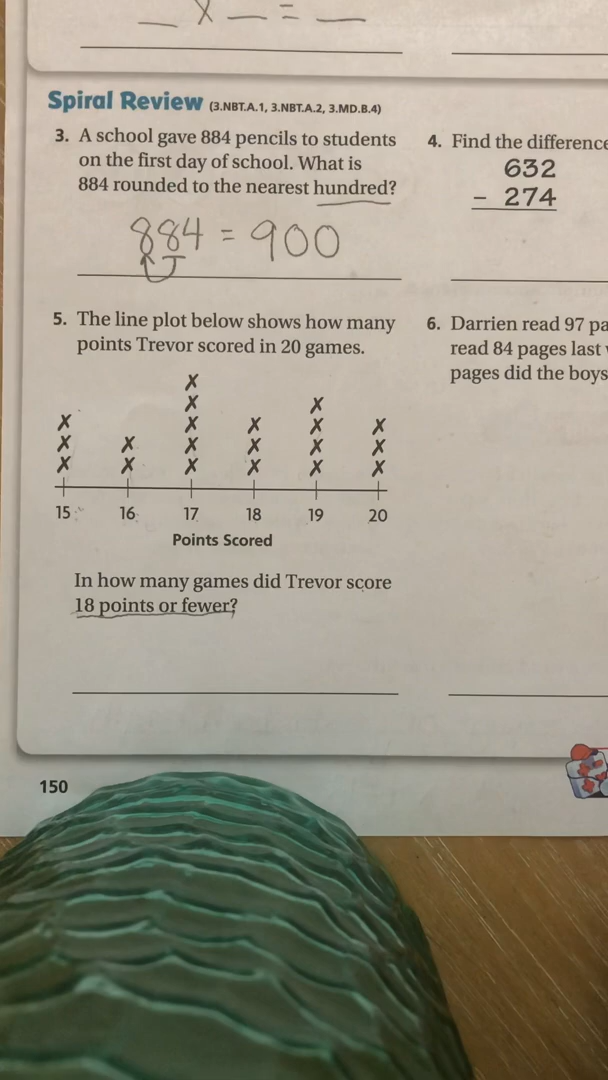 _ X _ = _
Spiral Review (3.NBT.A.1, 3.NBT.A.2, 3.MD.B.4)
3. A school gave 884 pencils to students
on the first day of school. What is
884 rounded to the nearest hundred?
884 = 900
4. Find the difference
632
- 274
5. The line plot below shows how many
points Trevor scored in 20 games.
X
X X
X X X X X
X X X X X X
X X X X X X
15 16 17 18 19 20
Points Scored
In how many games did Trevor score
18 points or fewer?
6. Darrien read 97 pa
read 84 pages last
pages did the boys
150